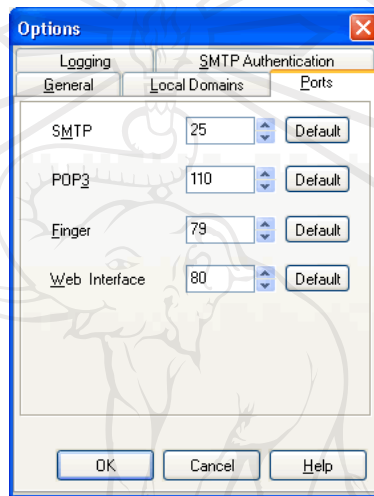 Options
Logging SMTP Authentication
General Local Domains Ports
SMTP 25 Default
POP3 110 Default
Finger 79 Default
Web Interface 80 Default
OK Cancel Help